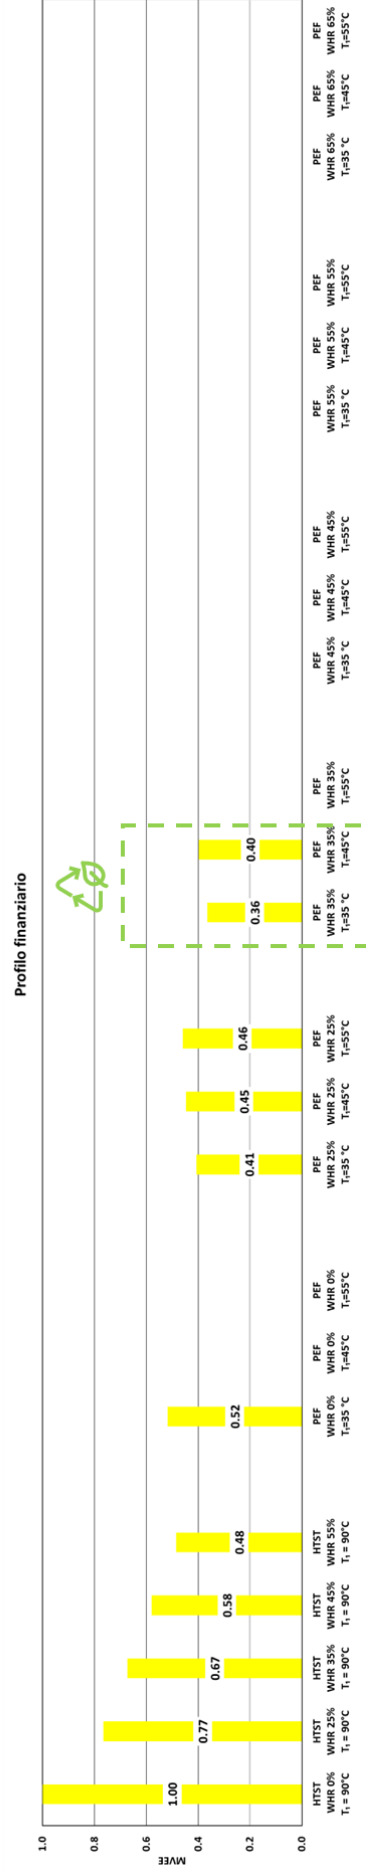 Profilo finanziario
MVEE
1.0
0.8
0.6
0.4
0.2
0.0
1.00
0.77
0.67
0.58
0.48
0.52
0.41
0.45
0.46
0.36
0.40
HTST
WHR 0%
T₁ = 90°C
HTST
WHR 25%
T₁ = 90°C
HTST
WHR 35%
T₁ = 90°C
HTST
WHR 45%
T₁ = 90°C
HTST
WHR 55%
T₁ = 90°C
PEF
WHR 0%
T₁=35 °C
PEF
WHR 0%
T₁=45°C
PEF
WHR 0%
T₁=55°C
PEF
WHR 25%
T₁=35 °C
PEF
WHR 25%
T₁=45°C
PEF
WHR 25%
T₁=55°C
PEF
WHR 35%
T₁=35 °C
PEF
WHR 35%
T₁=45°C
PEF
WHR 35%
T₁=55°C
PEF
WHR 45%
T₁=35 °C
PEF
WHR 45%
T₁=45°C
PEF
WHR 45%
T₁=55°C
PEF
WHR 55%
T₁=35 °C
PEF
WHR 55%
T₁=45°C
PEF
WHR 55%
T₁=55°C
PEF
WHR 65%
T₁=35 °C
PEF
WHR 65%
T₁=45°C
PEF
WHR 65%
T₁=55°C